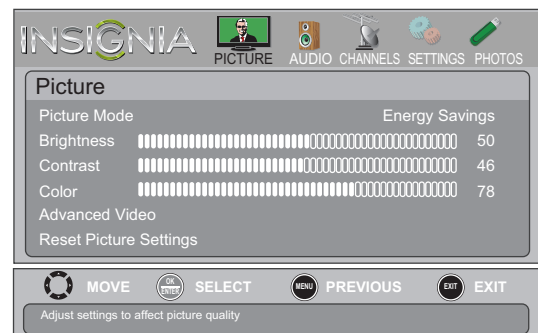 INSIGNIA
PICTURE AUDIO CHANNELS SETTINGS PHOTOS
Picture
Picture Mode Energy Savings
Brightness 50
Contrast 46
Color 78
Advanced Video
Reset Picture Settings
MOVE OK ENTER SELECT MENU PREVIOUS EXIT EXIT
Adjust settings to affect picture quality